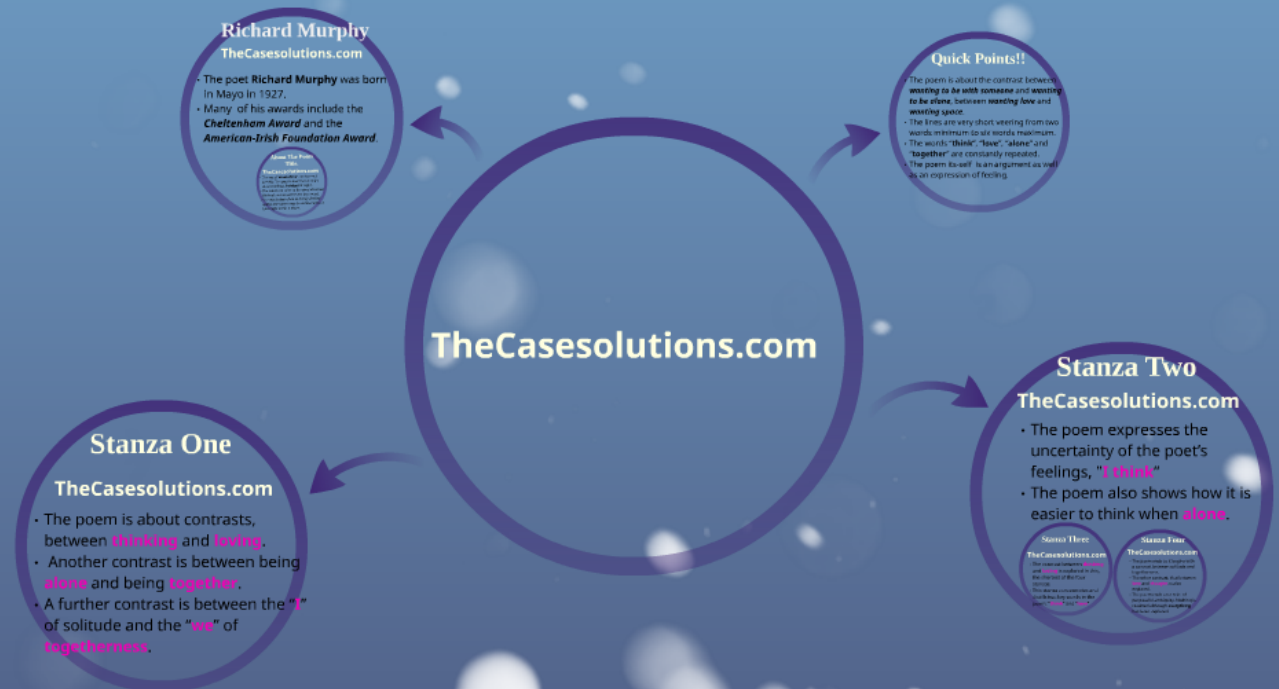 Richard Murphy
TheCasesolutions.com
· The poet Richard Murphy was born
in Mayo in 1927.
· Many of his awards include the
Cheltenham Award and the
American-Irish Foundation Award.
About The Poem
Title
TheCasesolutions.com
Quick Points!!
· The poem is about the contrast between
wanting to be with someone and wanting
to be alone, between wanting love and
wanting space.
· The lines are very short veering from two
words minimum to six words maximum.
· The words "think", "love", "alone" and
"together" are constantly repeated.
· The poem its-self is an argument as well
as an expression of feeling.
TheCasesolutions.com
Stanza One
TheCasesolutions.com
· The poem is about contrasts,
between thinking and loving.
· Another contrast is between being
alone and being together.
· A further contrast is between the "I"
of solitude and the "we" of
togetherness.
Stanza Two
TheCasesolutions.com
· The poem expresses the
uncertainty of the poet's
feelings, "I think"
· The poem also shows how it is
easier to think when alone.
Stanza Three
TheCasesolutions.com
Stanza Four
TheCasesolutions.com